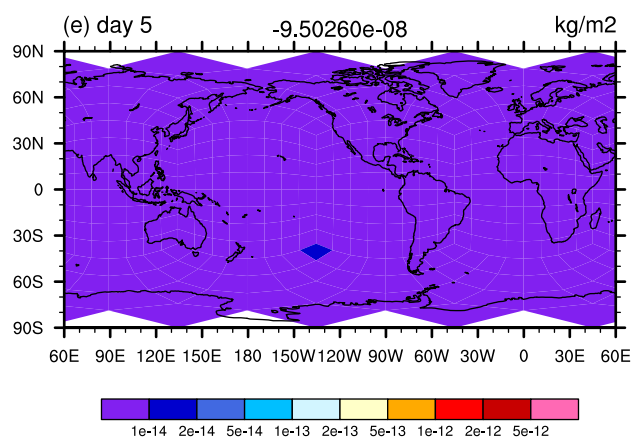 (e) day 5 -9.50260e-08 kg/m2
90N
60N
30N
0
30S
60S
90S
60E 90E 120E 150E 180 150W 120W 90W 60W 30W 0 30E 60E
1e-14 2e-14 5e-14 1e-13 2e-13 5e-13 1e-12 2e-12 5e-12